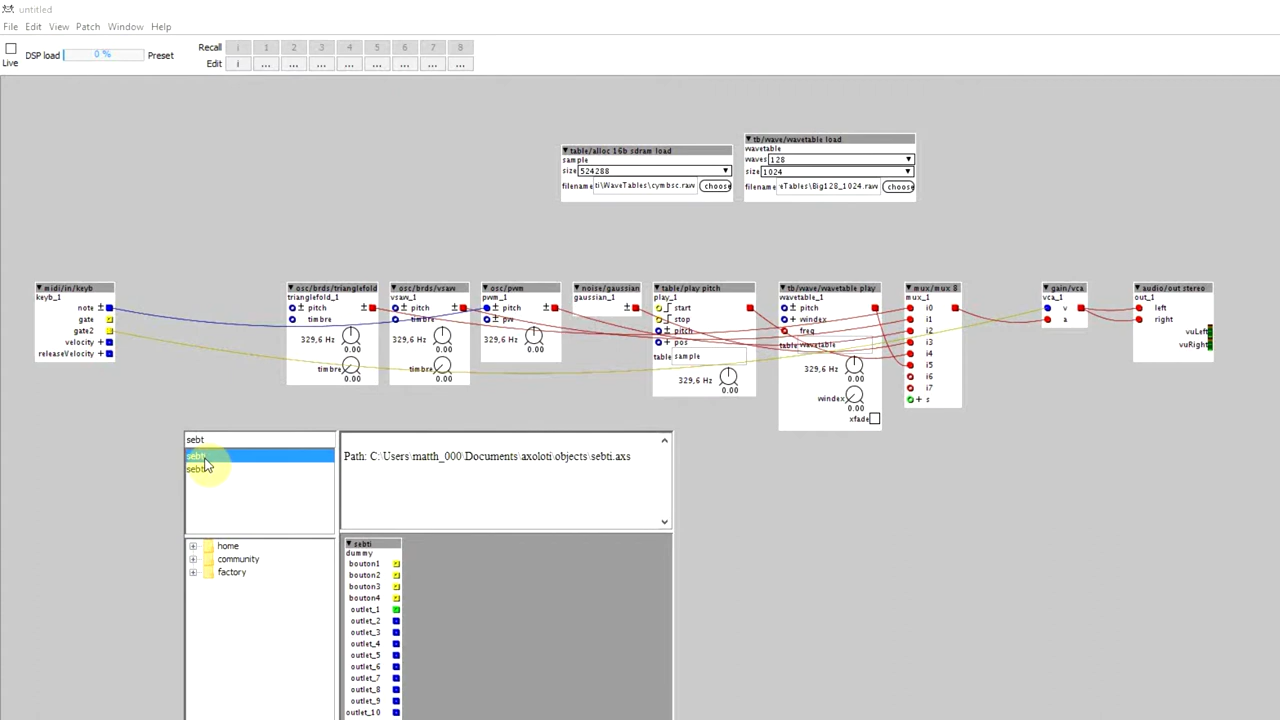 untitled
File Edit View Patch Window Help
Live
DSP load 0 % Preset
Recall i 1 2 3 4 5 6 7 8
Edit i ... ... ... ... ... ... ... ...
table/alloc 16b sdram load
sample
size 524288
filename ti\WaveTables\cymbsc.raw choose
tb/wave/wavetable load
wavetable
waves 128
size 1024
filename eTables\Big128_1024.raw choose
midi/in/keyb
keyb_1
note
gate
gate2
velocity
releaseVelocity
osc/brds/trianglefold
trianglefold_1
pitch
timbre
329,6 Hz
0.00
timbre
0.00
osc/brds/vsaw
vsaw_1
pitch
timbre
329,6 Hz
0.00
timbre
0.00
osc/pwm
pwm_1
pitch
pw
329,6 Hz
0.00
noise/gaussian
gaussian_1
table/play pitch
play_1
start
stop
pitch
pos
table sample
329,6 Hz
0.00
tb/wave/wavetable play
wavetable_1
pitch
windex
freq
table wavetable
329,6 Hz
0.00
windex
0.00
xfade
mux/mux 8
mux_1
i0
i1
i2
i3
i4
i5
i6
i7
s
gain/vca
vca_1
v
a
audio/out stereo
out_1
left
right
vuLeft
vuRight
sebt
sebti
sebt
Path: C:\Users\matth_000\Documents\axoloti\objects\sebti.axs
home
community
factory
sebti
dummy
bouton1
bouton2
bouton3
bouton4
outlet_1
outlet_2
outlet_3
outlet_4
outlet_5
outlet_6
outlet_7
outlet_8
outlet_9
outlet_10